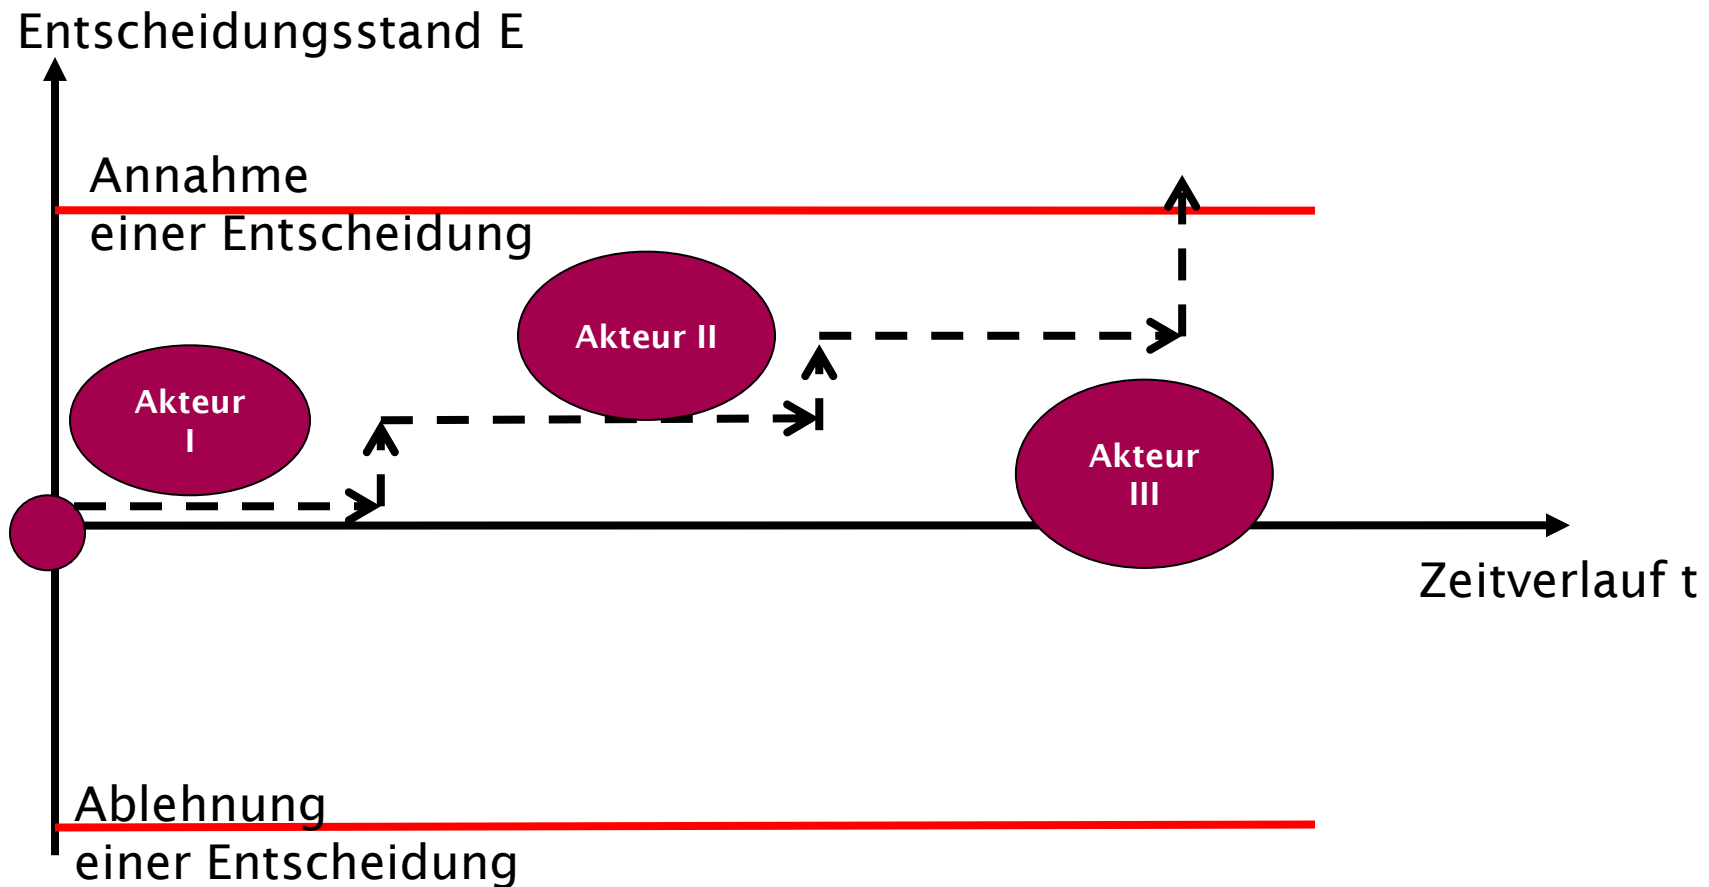 Entscheidungsstand E
Annahme
einer Entscheidung
Akteur II
Akteur
I
Akteur
III
Zeitverlauf t
Ablehnung
einer Entscheidung